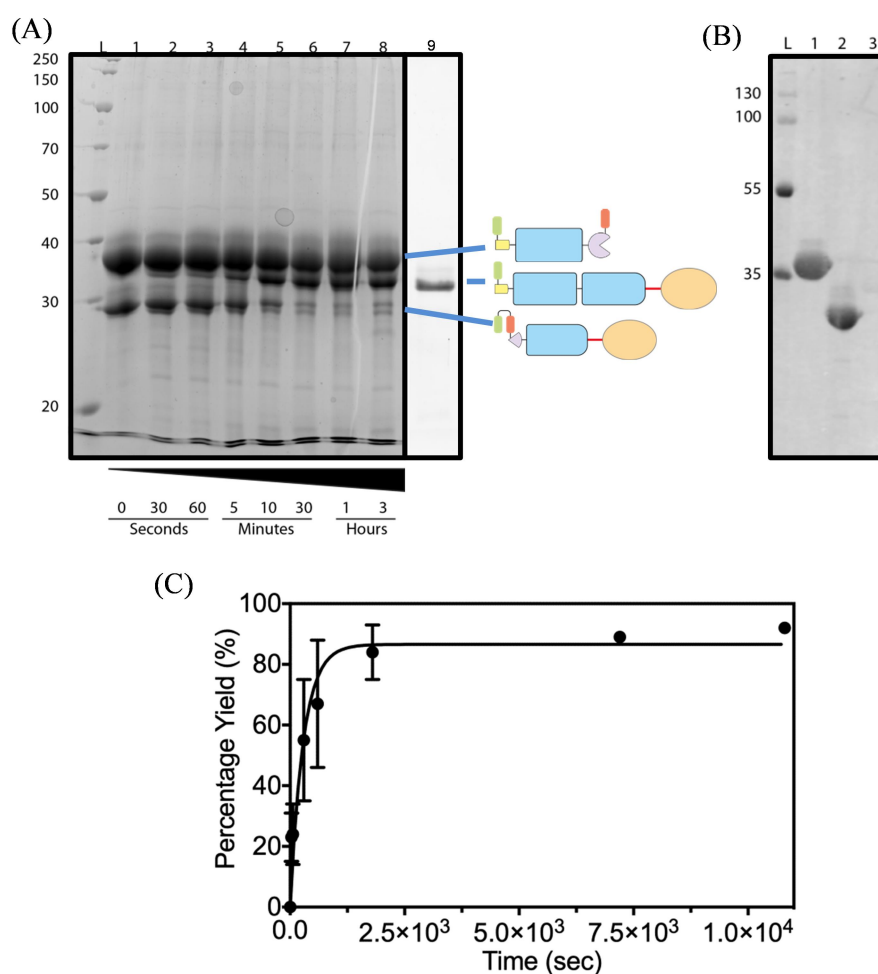 (A)
L 1 2 3 4 5 6 7 8 9
250
150
100
70
50
40
30
20
0 30 60 5 10 30 1 3
Seconds Minutes Hours
(B)
L 1 2 3
130
100
55
35
(C)
100
80
60
40
20
0
Percentage Yield (%)
0.0 2.5×10³ 5.0×10³ 7.5×10³ 1.0×10⁴
Time (sec)